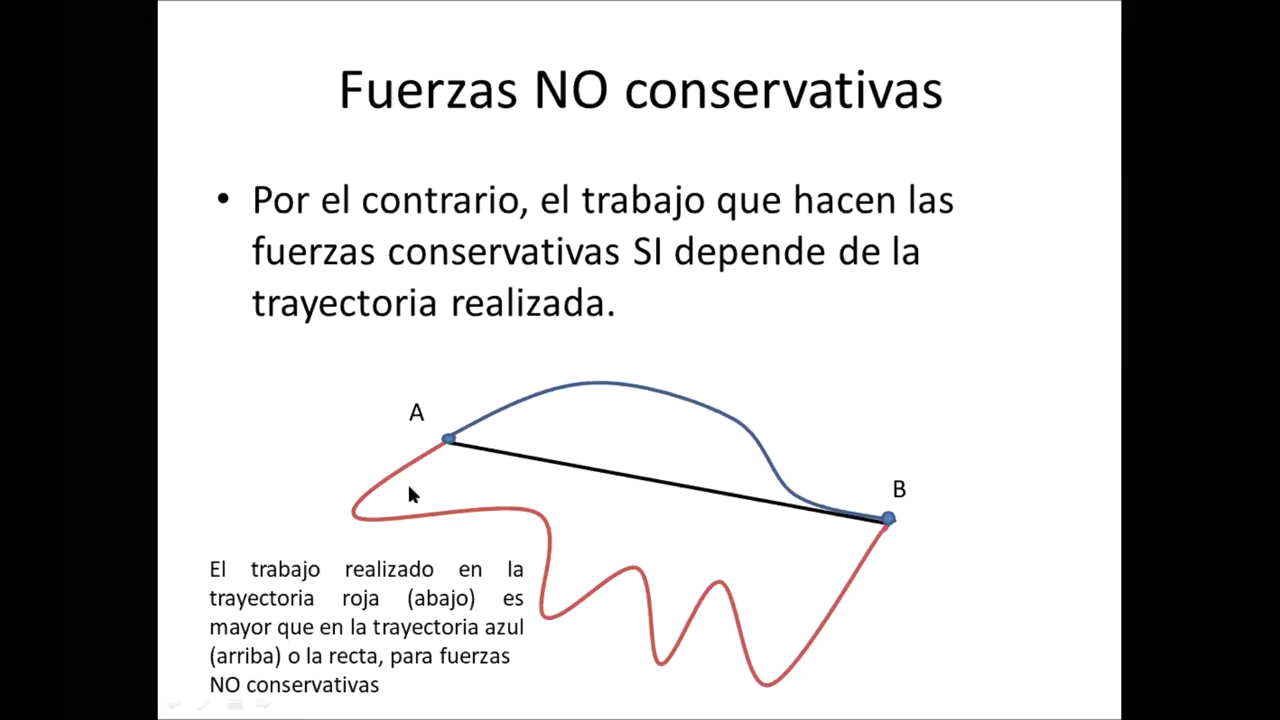 Fuerzas NO conservativas
• Por el contrario, el trabajo que hacen las
fuerzas conservativas SI depende de la
trayectoria realizada.
A
B
El trabajo realizado en la
trayectoria roja (abajo) es
mayor que en la trayectoria azul
(arriba) o la recta, para fuerzas
NO conservativas